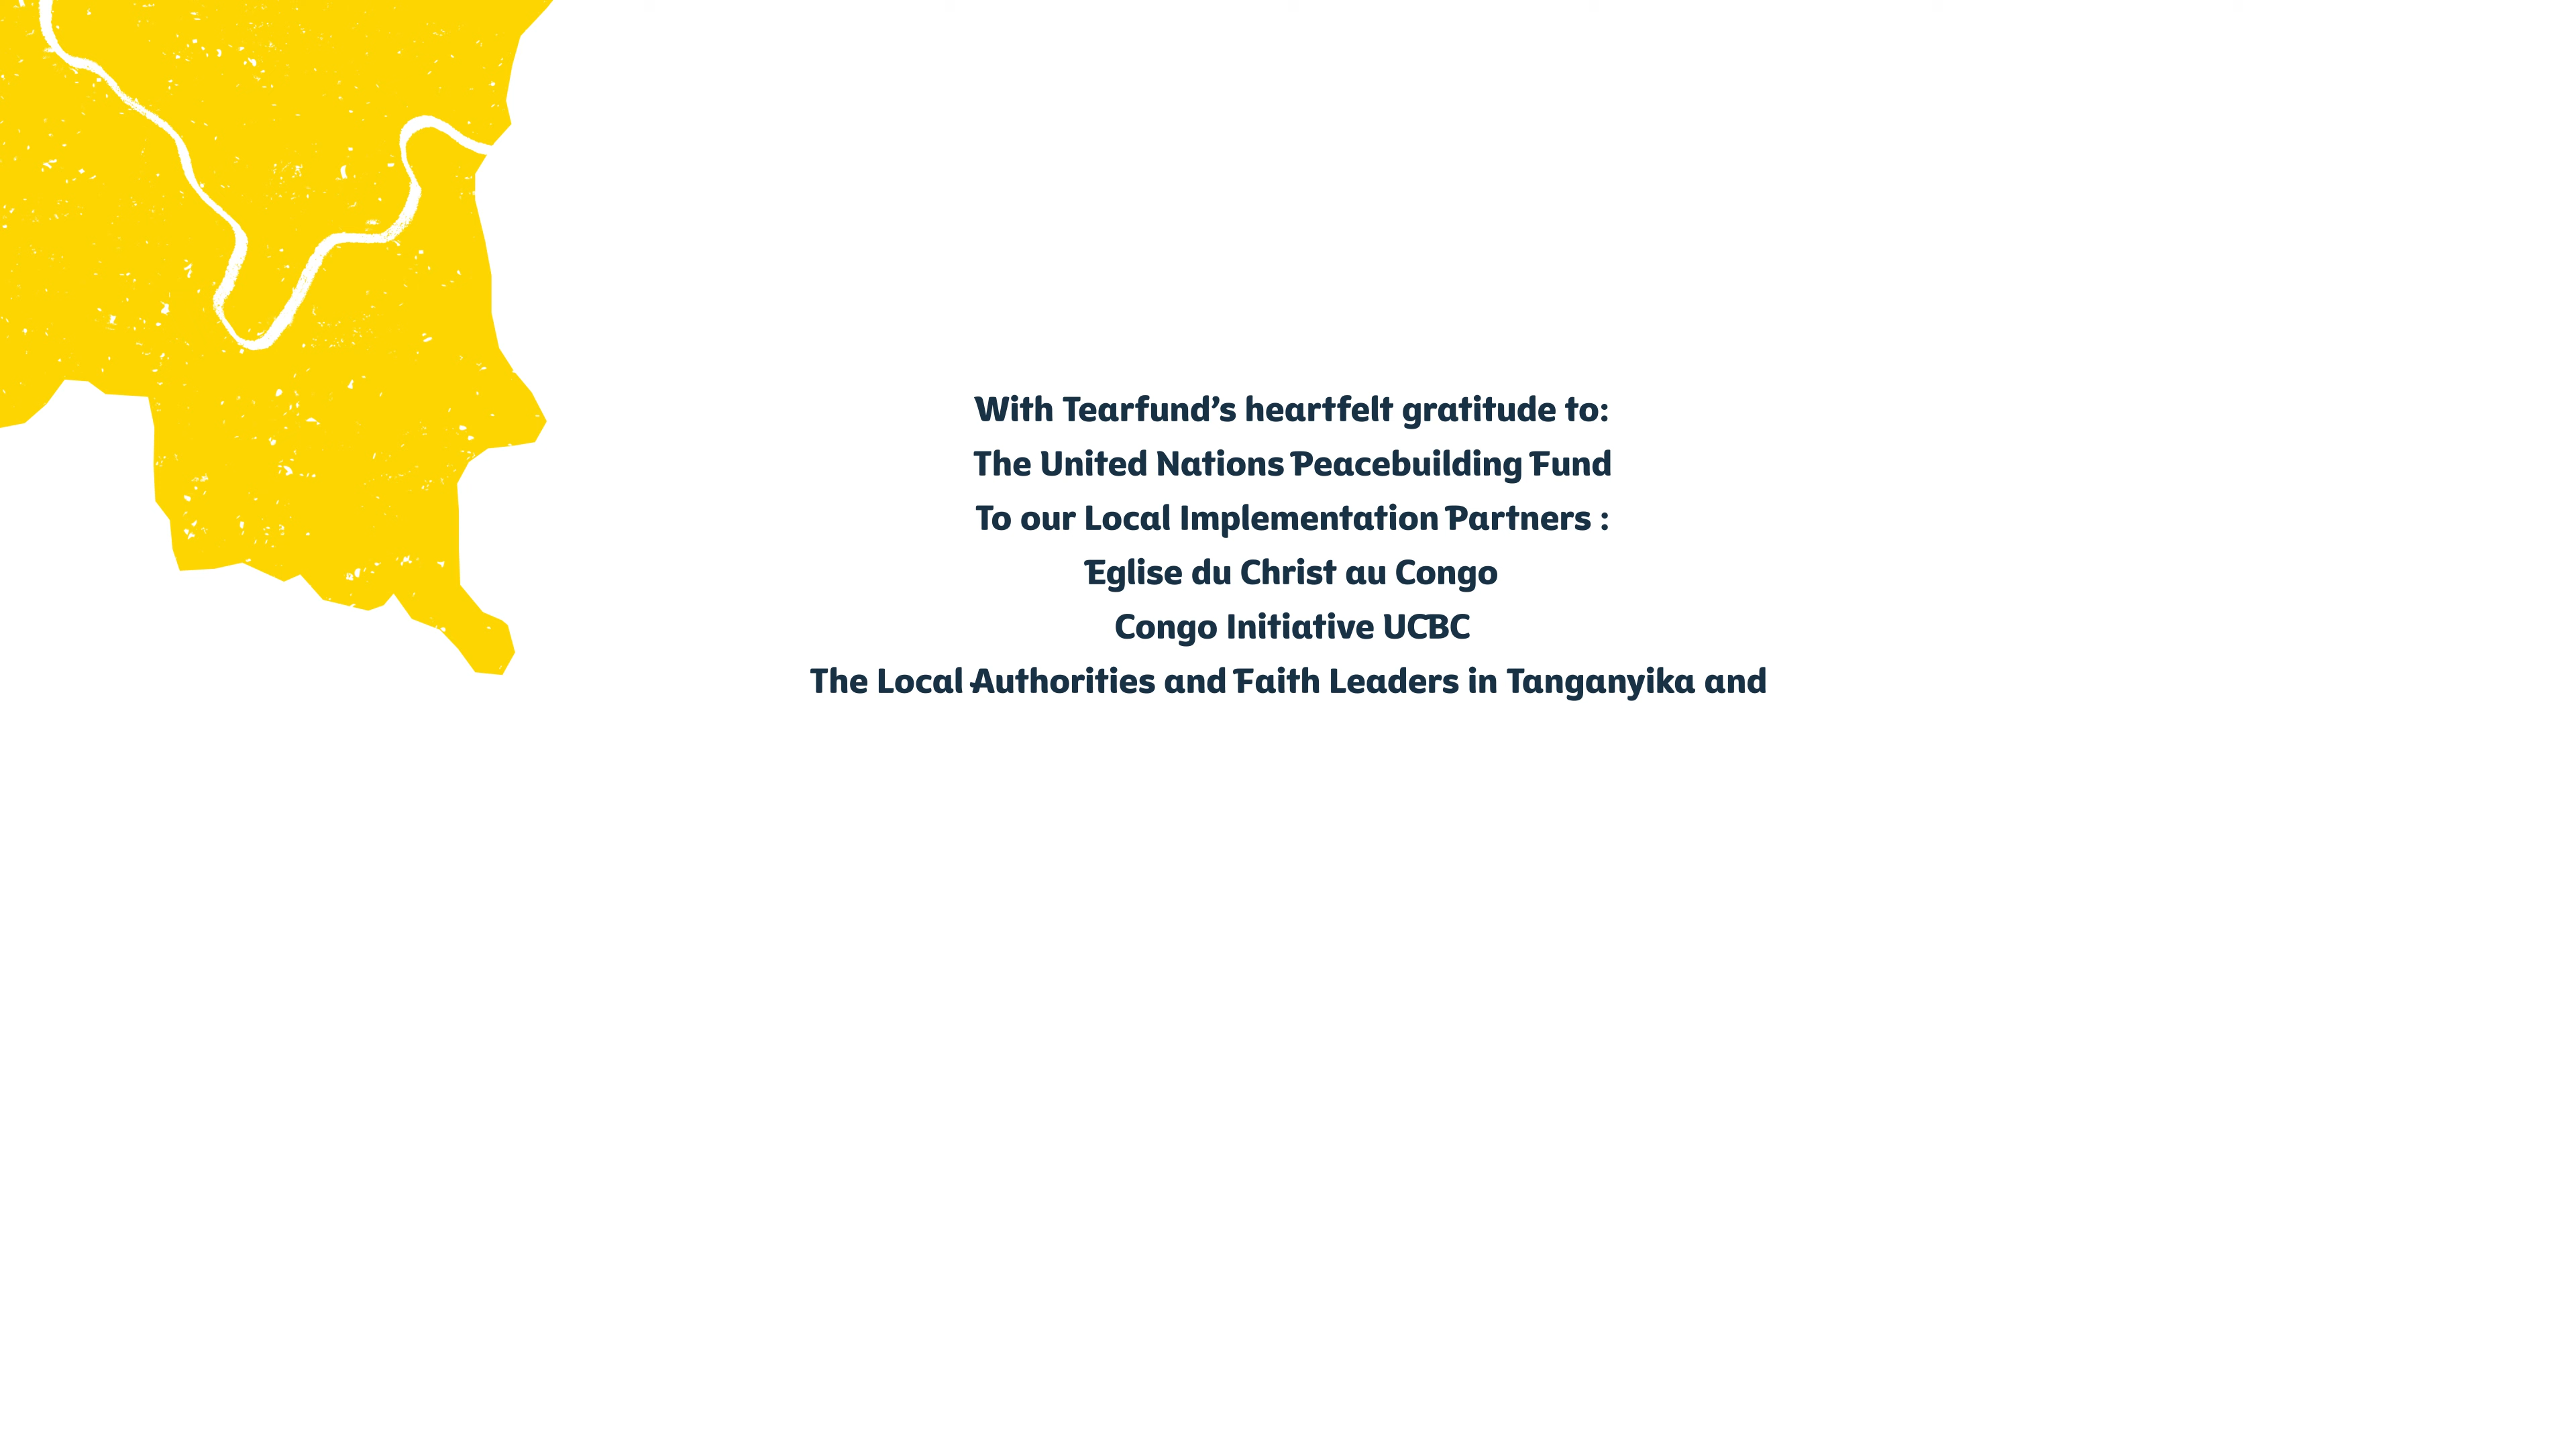 With Tearfund’s heartfelt gratitude to:
The United Nations Peacebuilding Fund
To our Local Implementation Partners :
Eglise du Christ au Congo
Congo Initiative UCBC
The Local Authorities and Faith Leaders in Tanganyika and